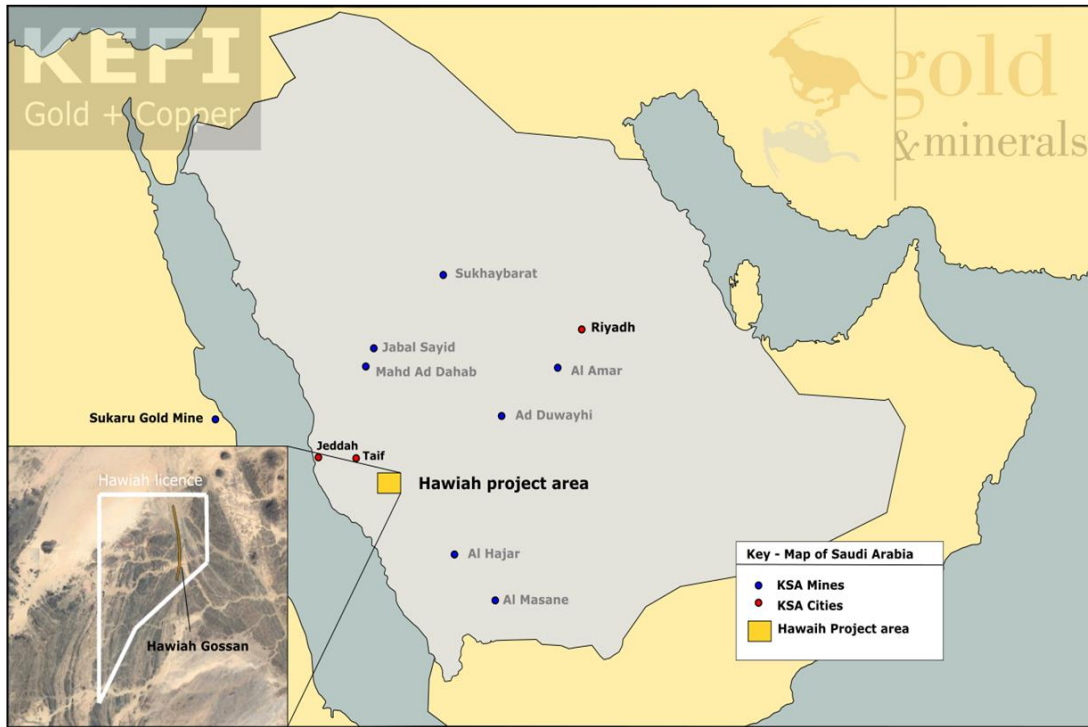 KEFI
Gold + Copper
gold
&minerals
Sukhaybarat
Riyadh
Jabal Sayid
Mahd Ad Dahab
Al Amar
Ad Duwayhi
Sukaru Gold Mine
Jeddah
Taif
Hawiah project area
Hawiah licence
Hawiah Gossan
Al Hajar
Al Masane
Key - Map of Saudi Arabia
KSA Mines
KSA Cities
Hawaih Project area